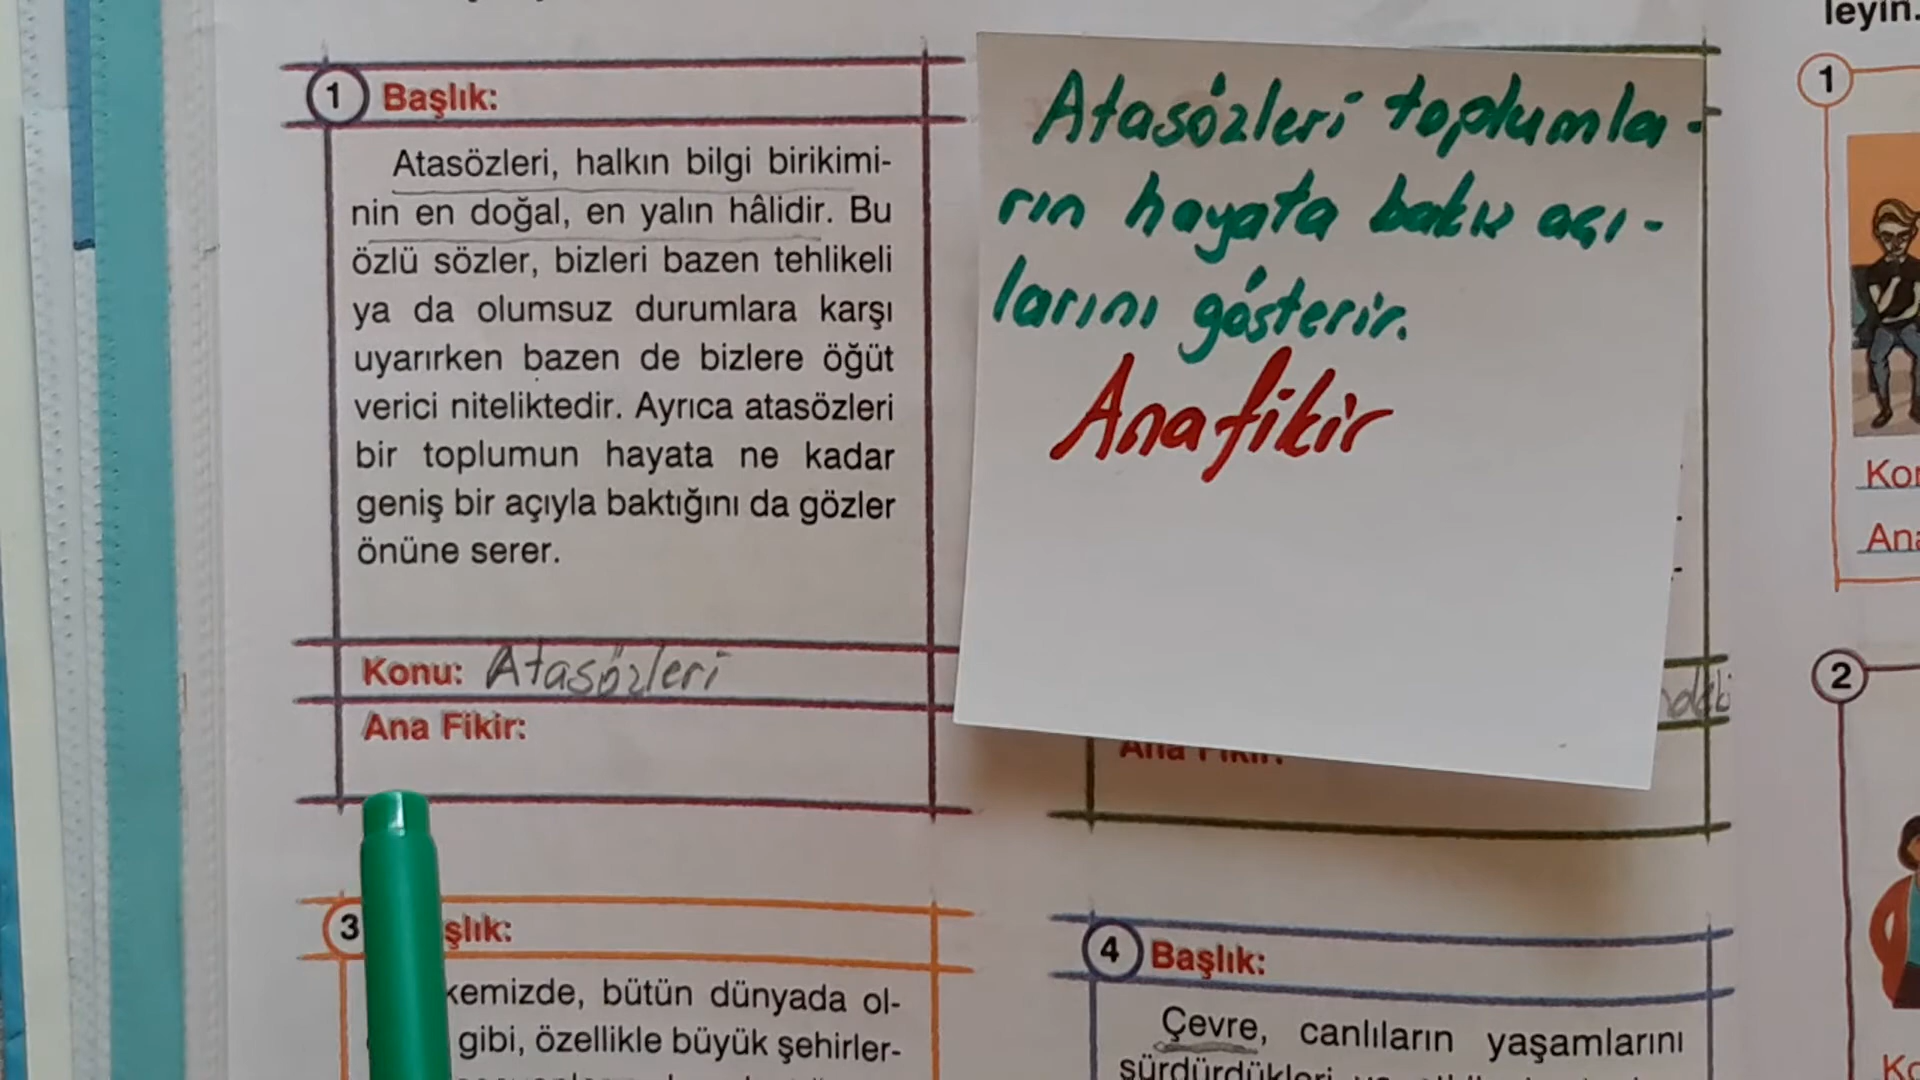 1 Başlık:
Atasözleri, halkın bilgi birikimi-
nin en doğal, en yalın hâlidir. Bu
özlü sözler, bizleri bazen tehlikeli
ya da olumsuz durumlara karşı
uyarırken bazen de bizlere öğüt
verici niteliktedir. Ayrıca atasözleri
bir toplumun hayata ne kadar
geniş bir açıyla baktığını da gözler
önüne serer.
Konu: Atasözleri
Ana Fikir:
Atasözleri toplumla-
rın hayata bakış açı-
larını gösterir.
Anafikir
Ana Fikir:
3 şlık:
kemizde, bütün dünyada ol-
gibi, özellikle büyük şehirler-
4 Başlık:
Çevre, canlıların yaşamlarını
leyin.
1
2